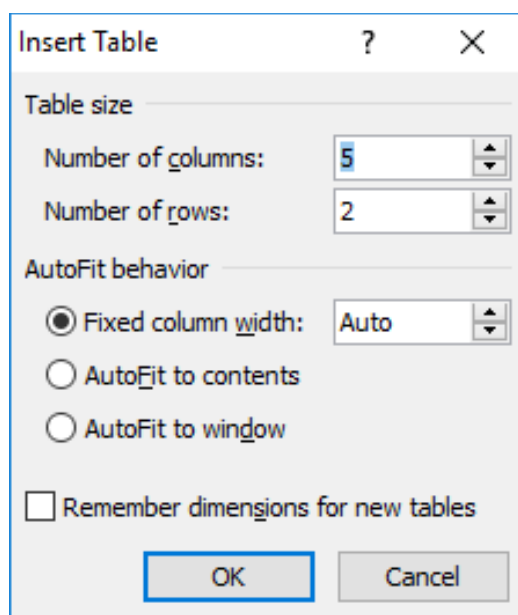 Insert Table ? ×
Table size
Number of columns: 5
Number of rows: 2
AutoFit behavior
Fixed column width: Auto
AutoFit to contents
AutoFit to window
Remember dimensions for new tables
OK Cancel